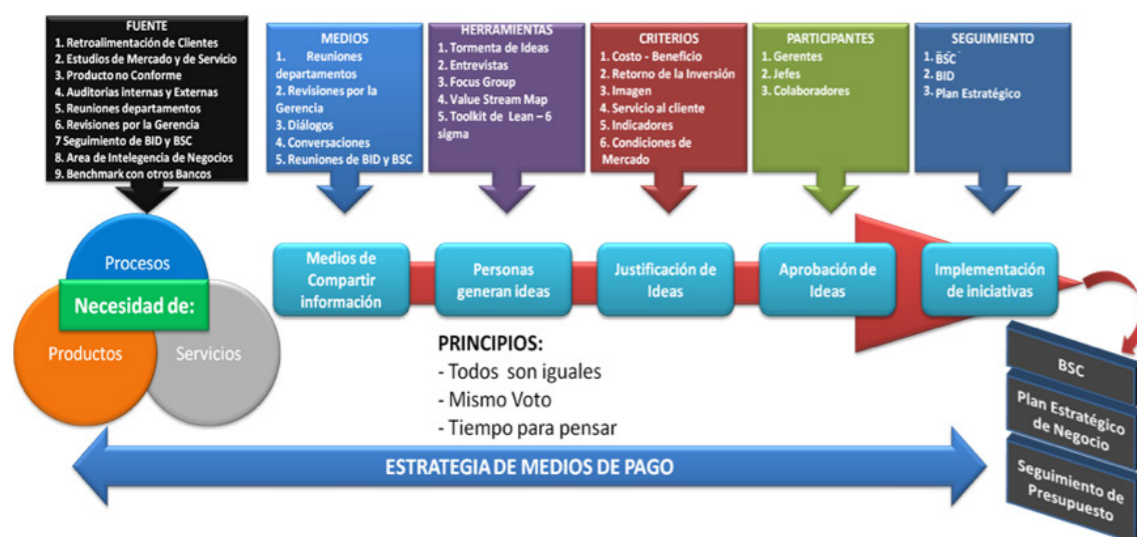 FUENTE
1. Retroalimentación de Clientes
2. Estudios de Mercado y de Servicio
3. Producto no Conforme
4. Auditorias internas y Externas
5. Reuniones departamentos
6. Revisiones por la Gerencia
7 Seguimiento de BID y BSC
8. Area de Intelegencia de Negocios
9. Benchmark con otros Bancos
MEDIOS
1. Reuniones
departamentos
2. Revisiones por la
Gerencia
3. Diálogos
4. Conversaciones
5. Reuniones de BID y BSC
HERRAMIENTAS
1. Tormenta de Ideas
2. Entrevistas
3. Focus Group
4. Value Stream Map
5. Toolkit de Lean – 6
sigma
CRITERIOS
1. Costo - Beneficio
2. Retorno de la Inversión
3. Imagen
4. Servicio al cliente
5. Indicadores
6. Condiciones de
Mercado
PARTICIPANTES
1. Gerentes
2. Jefes
3. Colaboradores
SEGUIMIENTO
1. BSC
2. BID
3. Plan Estratégico
Procesos
Necesidad de:
Productos
Servicios
Medios de
Compartir
información
Personas
generan ideas
Justificación de
Ideas
Aprobación de
Ideas
Implementación
de iniciativas
PRINCIPIOS:
- Todos son iguales
- Mismo Voto
- Tiempo para pensar
BSC
Plan Estratégico
de Negocio
Seguimiento de
Presupuesto
ESTRATEGIA DE MEDIOS DE PAGO